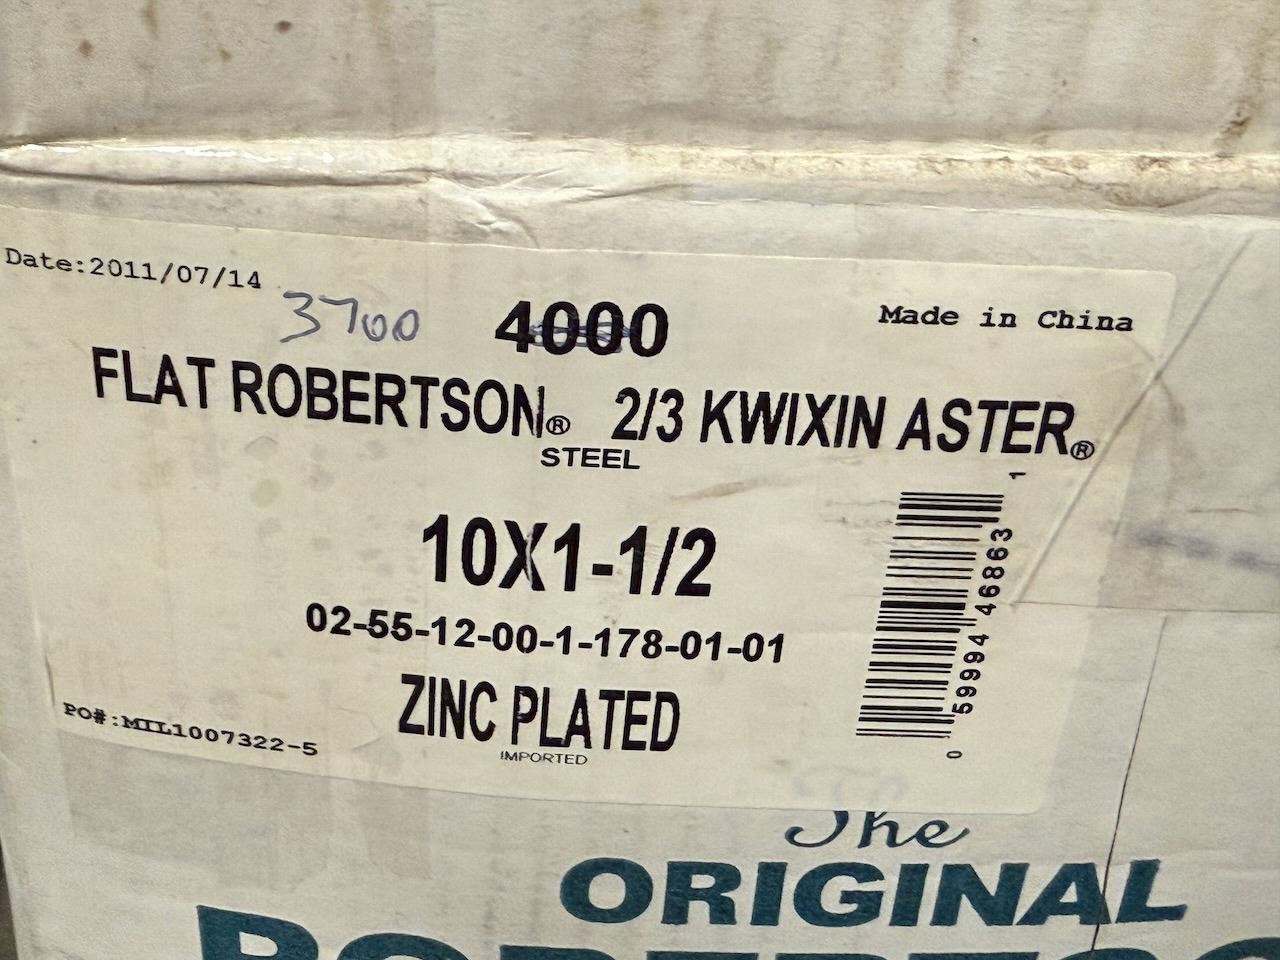 Date:2011/07/14
3700 4000
Made in China
FLAT ROBERTSON® 2/3 KWIXIN ASTER®
STEEL
10X1-1/2
02-55-12-00-1-178-01-01
ZINC PLATED
IMPORTED
PO#:MIL1007322-5
0 59994 46863 1
The
ORIGINAL